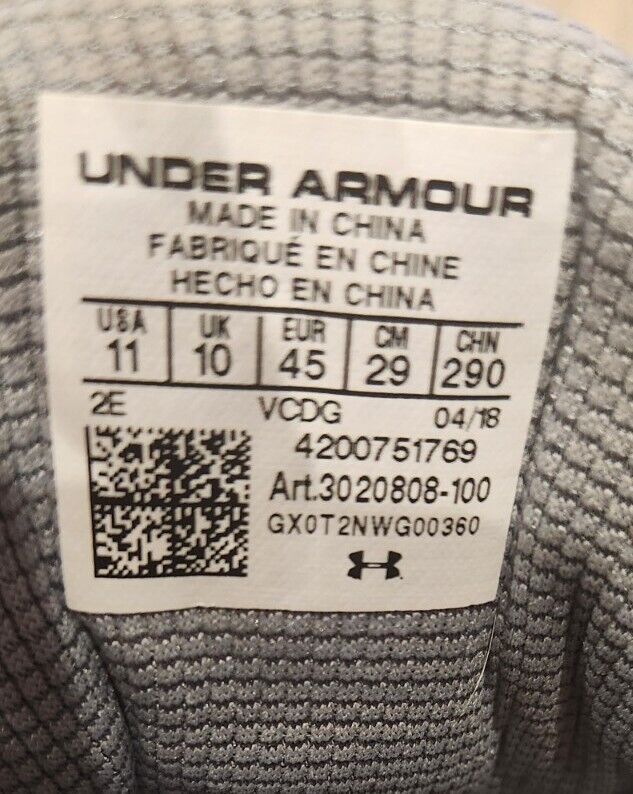 UNDER ARMOUR
MADE IN CHINA
FABRIQUÉ EN CHINE
HECHO EN CHINA
USA UK EUR CM CHN
11 10 45 29 290
2E VCDG 04/18
4200751769
Art.3020808-100
GX0T2NWG00360